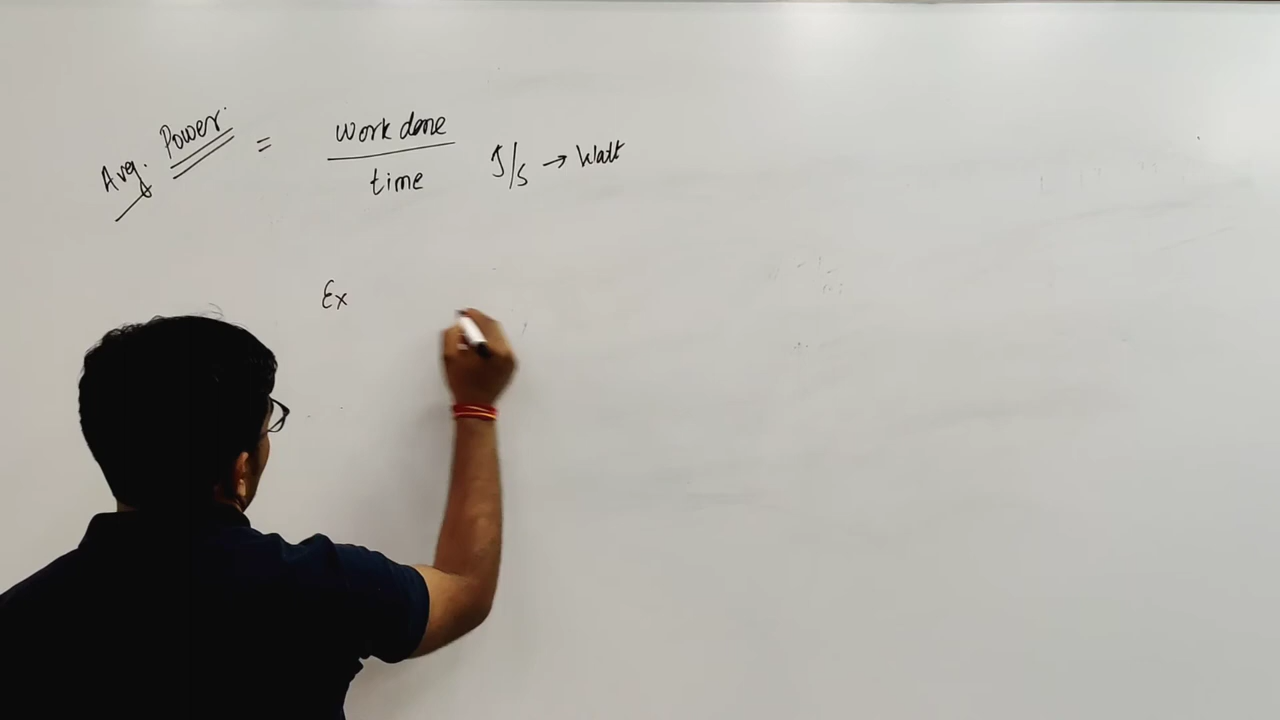 Avg. Power = work done / time J/s → Watt
Ex